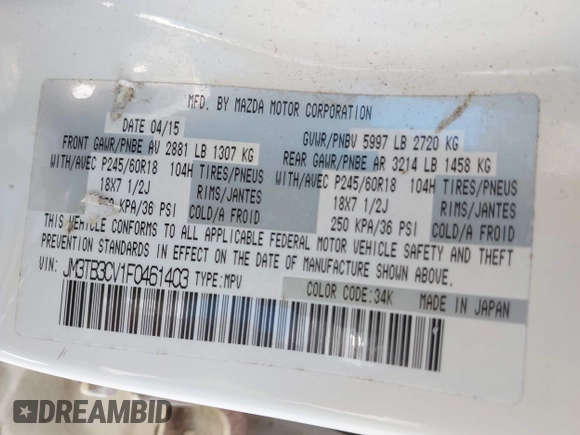 MFD. BY MAZDA MOTOR CORPORATION
DATE 04/15
GVWR/PNBV 5997 LB 2720 KG
FRONT GAWR/PNBE AV 2881 LB 1307 KG
REAR GAWR/PNBE AR 3214 LB 1458 KG
WITH/AVEC P245/60R18 104H TIRES/PNEUS
WITH/AVEC P245/60R18 104H TIRES/PNEUS
18X7 1/2J RIMS/JANTES
18X7 1/2J RIMS/JANTES
KPA/36 PSI COLD/A FROID
250 KPA/36 PSI COLD/A FROID
THIS VEHICLE CONFORMS TO ALL APPLICABLE FEDERAL MOTOR VEHICLE SAFETY AND THEFT
PREVENTION STANDARDS IN EFFECT ON THE DATE OF MANUFACTURE SHOWN ABOVE.
VIN: JM3TB3CV1F0461403 TYPE:MPV
COLOR CODE:34K MADE IN JAPAN
DREAMBID